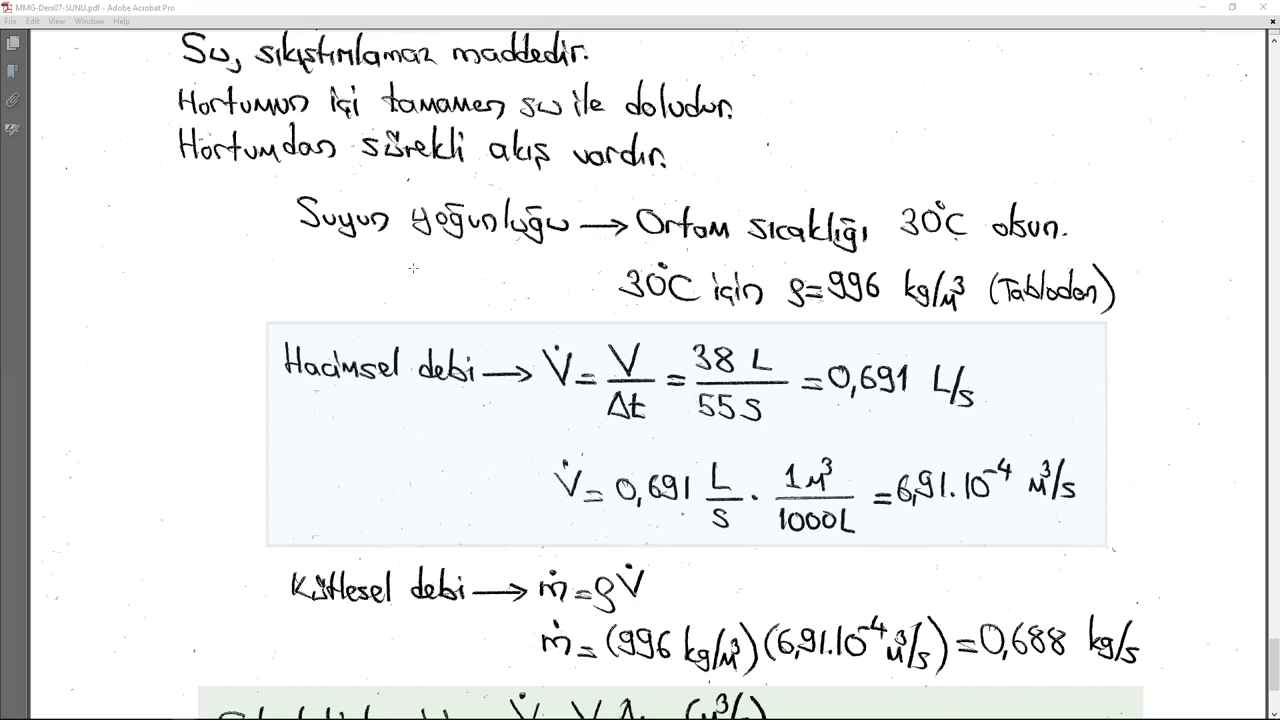 MMG-Ders07-SUNU.pdf - Adobe Acrobat Pro
File Edit View Window Help
Su, sıkıştırılamaz maddedir.
Hortumun içi tamamen su ile doludur.
Hortumdan sürekli akış vardır.
Suyun yoğunluğu → Ortam sıcaklığı 30°C olsun.
30°C için ρ=996 kg/m³ (Tablodan)
Hacimsel debi → V̇ = V/Δt = 38 L/55 s = 0,691 L/s
V̇ = 0,691 L/s · 1 m³/1000L = 6,91.10⁻⁴ m³/s
Kütlesel debi → ṁ = ρV̇
ṁ = (996 kg/m³)(6,91.10⁻⁴ m³/s) = 0,688 kg/s